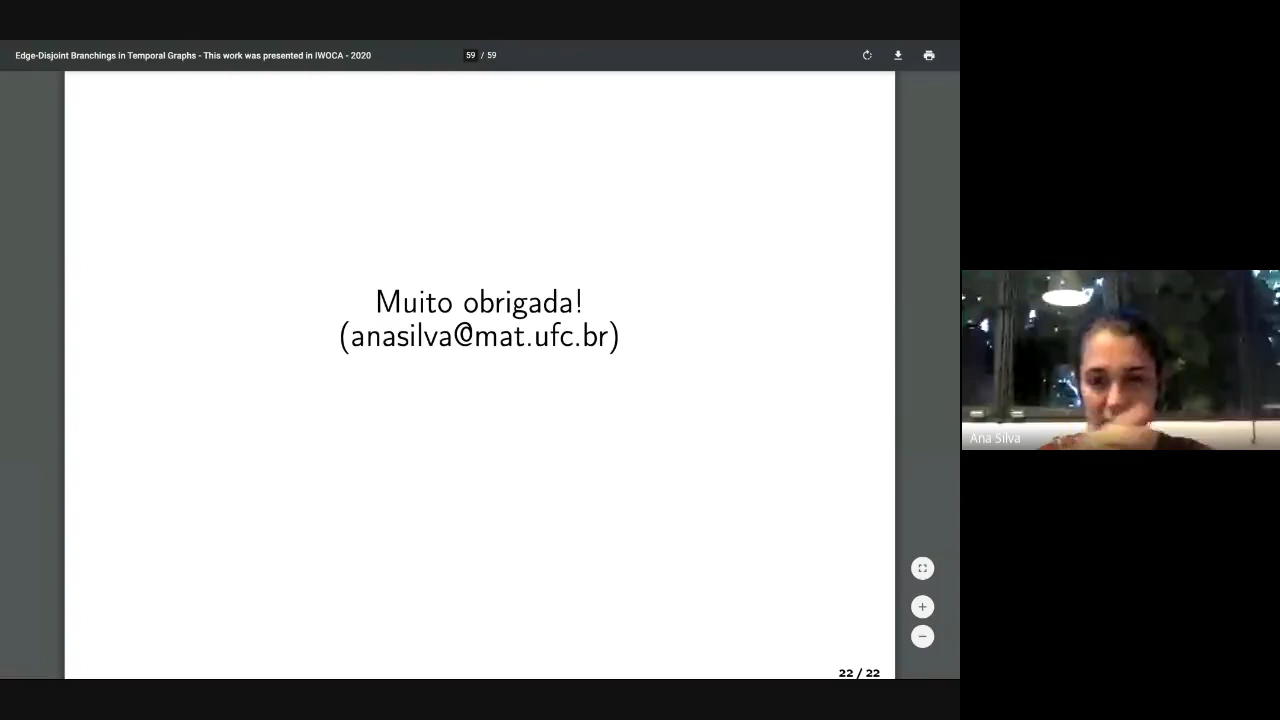 Edge-Disjoint Branchings in Temporal Graphs - This work was presented in IWOCA - 2020
59 / 59
Muito obrigada!
(anasilva@mat.ufc.br)
Ana Silva
22 / 22